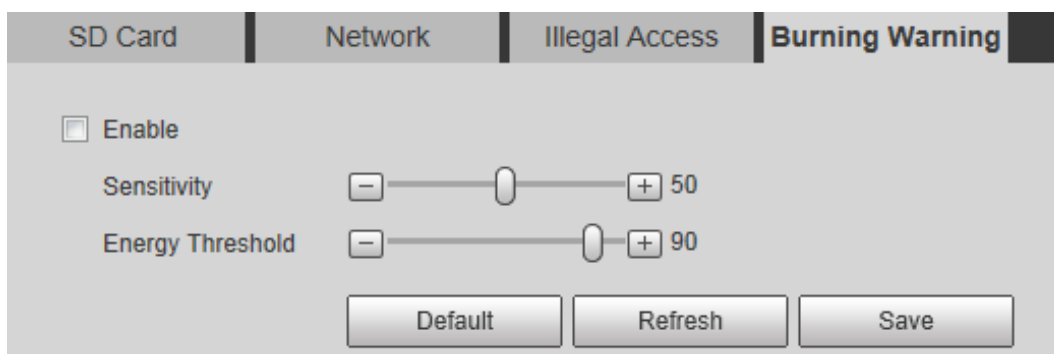 SD Card Network Illegal Access Burning Warning
Enable
Sensitivity 50
Energy Threshold 90
Default Refresh Save